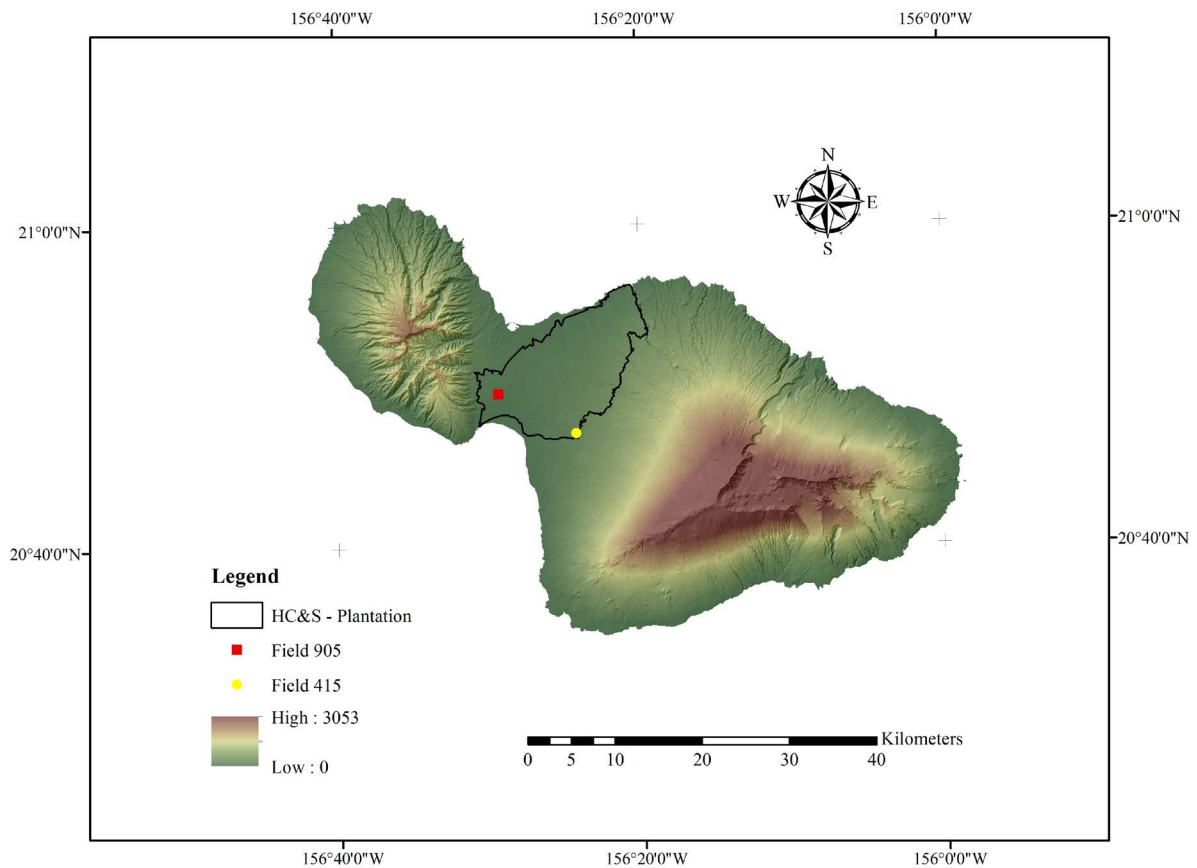 156°40'0"W 156°20'0"W 156°0'0"W
N
W E
S
21°0'0"N 21°0'0"N
20°40'0"N 20°40'0"N
Legend
HC&S - Plantation
Field 905
Field 415
High : 3053
Low : 0
Kilometers
0 5 10 20 30 40
156°40'0"W 156°20'0"W 156°0'0"W